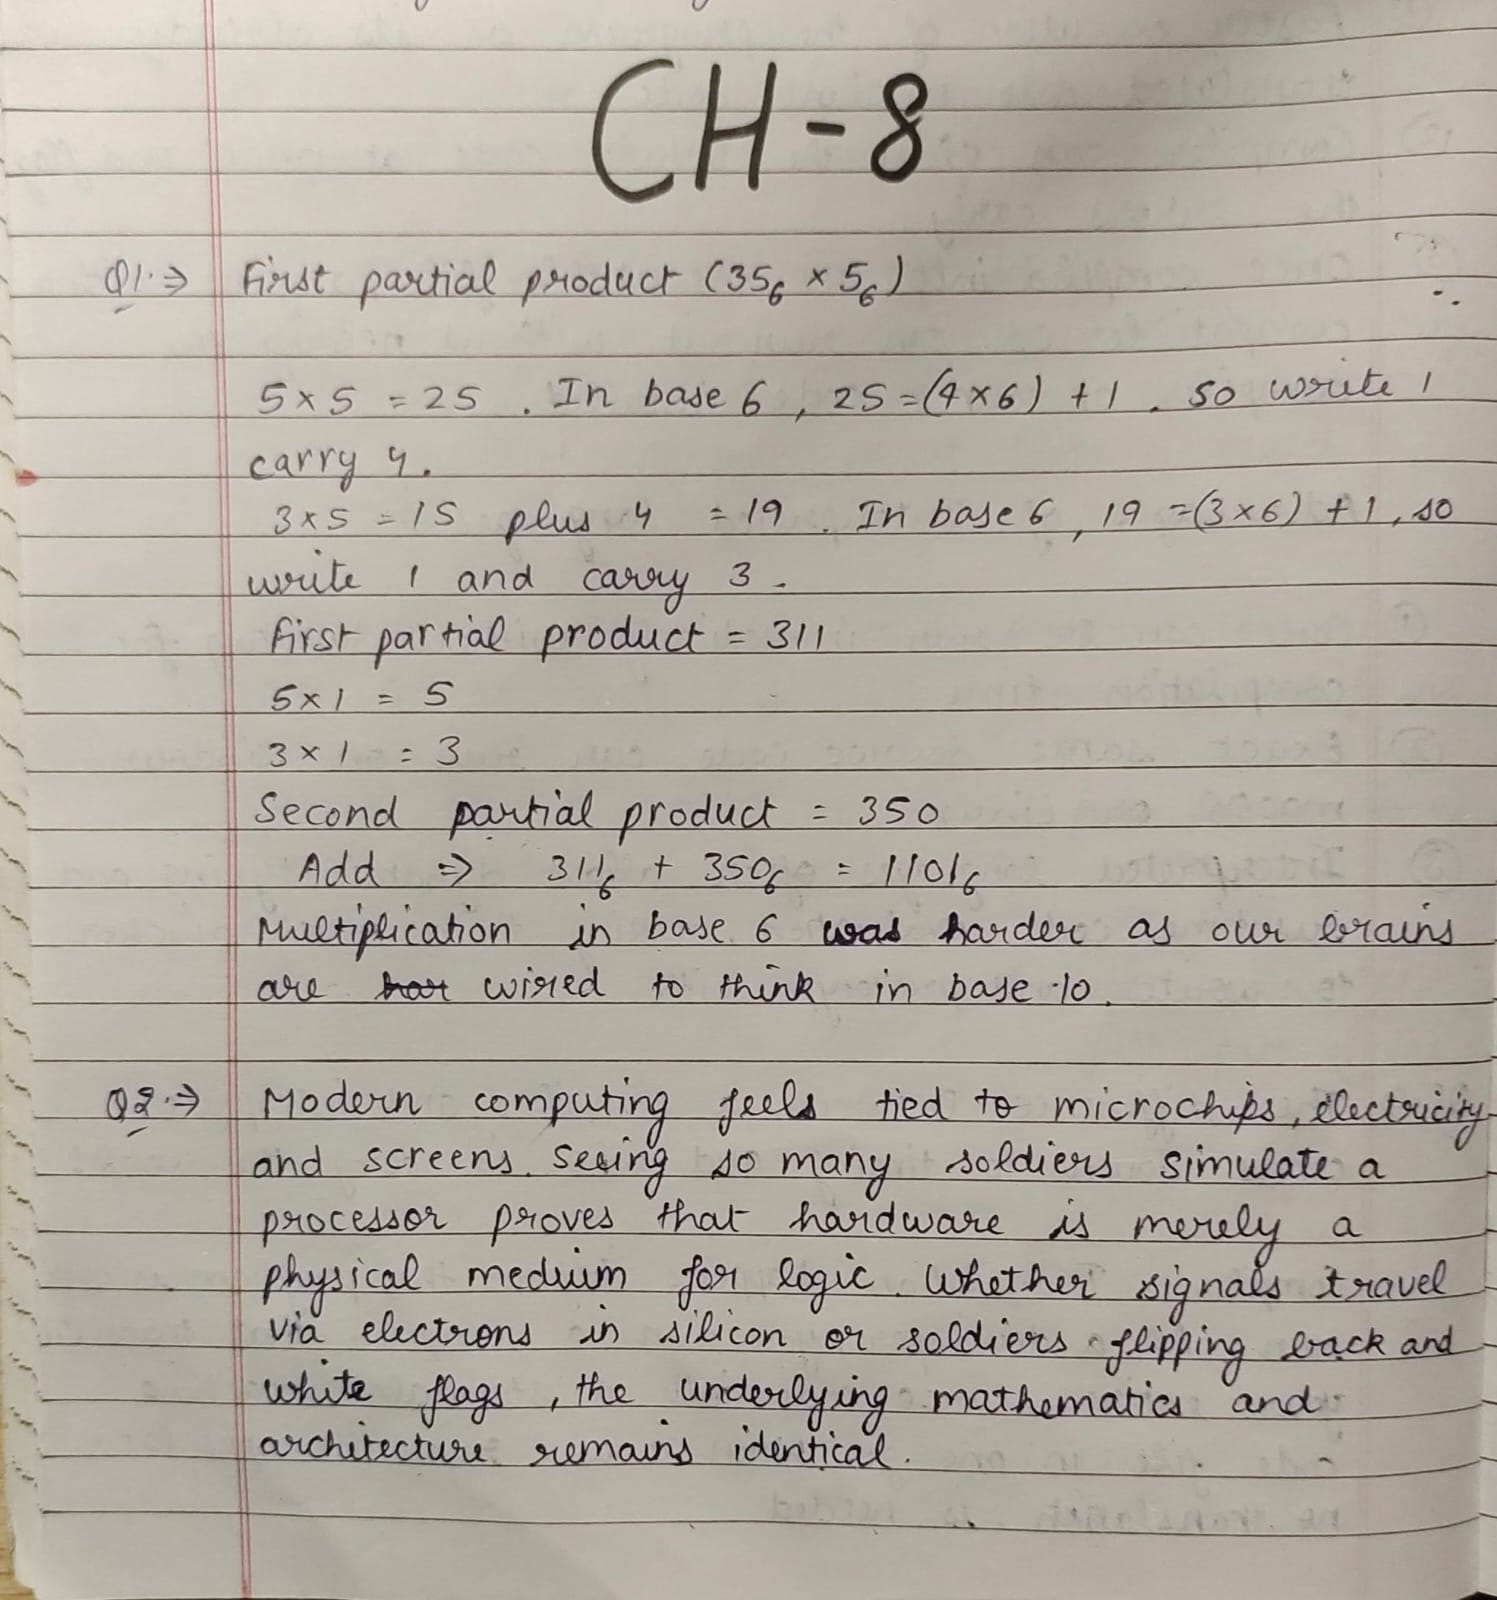 CH-8
Q1.⇒ First partial product (35₆ × 5₆)
5×5 = 25 . In base 6 , 25 = (4×6) + 1 . so write 1
carry 4.
3×5 = 15 plus 4 = 19 . In base 6 , 19 = (3×6) + 1, so
write 1 and carry 3.
First partial product = 311
5×1 = 5
3×1 = 3
Second partial product = 350
Add ⇒ 311₆ + 350₆ = 1101₆
Multiplication in base 6 was harder as our brains
are wired to think in base 10.
Q2.⇒ Modern computing feels tied to microchips, electricity
and screens. Seeing so many soldiers simulate a
processor proves that hardware is merely a
physical medium for logic. Whether signals travel
via electrons in silicon or soldiers flipping back and
white flags , the underlying mathematics and
architecture remains identical.